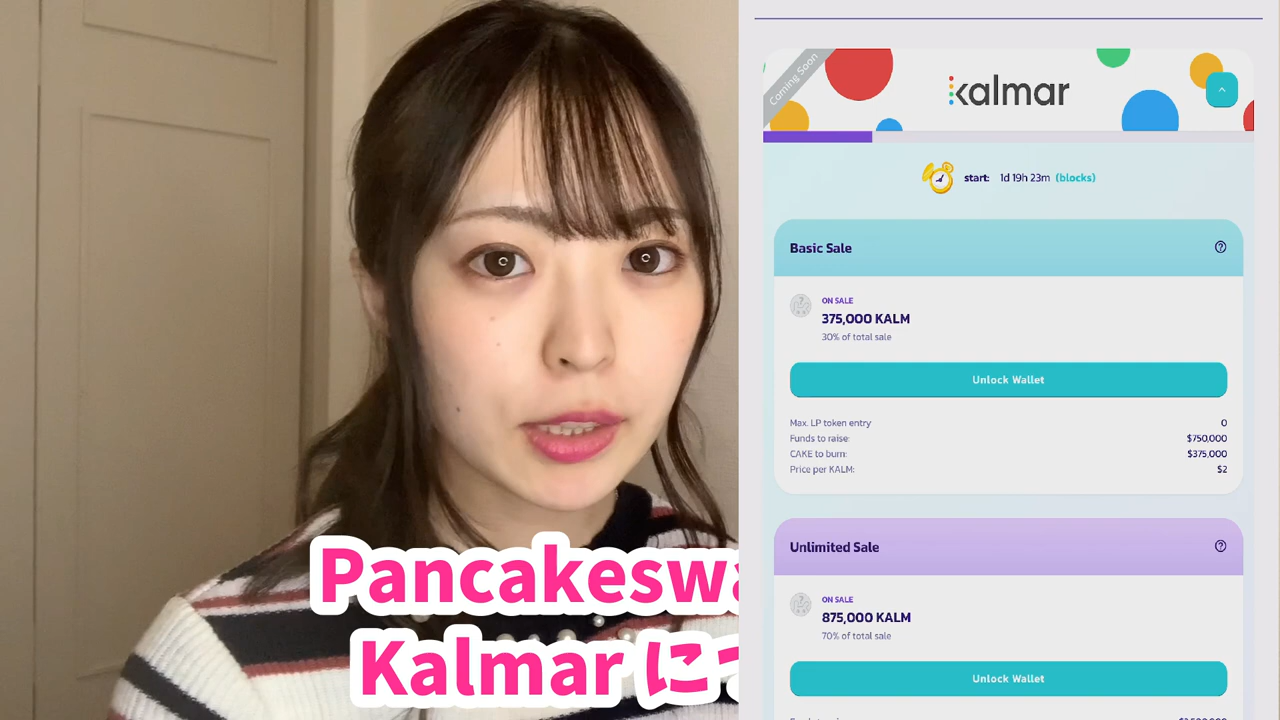 Pancakeswa
Kalmar につ
Coming Soon
kalmar
start: 1d 19h 23m (blocks)
Basic Sale
ON SALE
375,000 KALM
30% of total sale
Unlock Wallet
Max. LP token entry 0
Funds to raise: $750,000
CAKE to burn: $375,000
Price per KALM: $2
Unlimited Sale
ON SALE
875,000 KALM
70% of total sale
Unlock Wallet